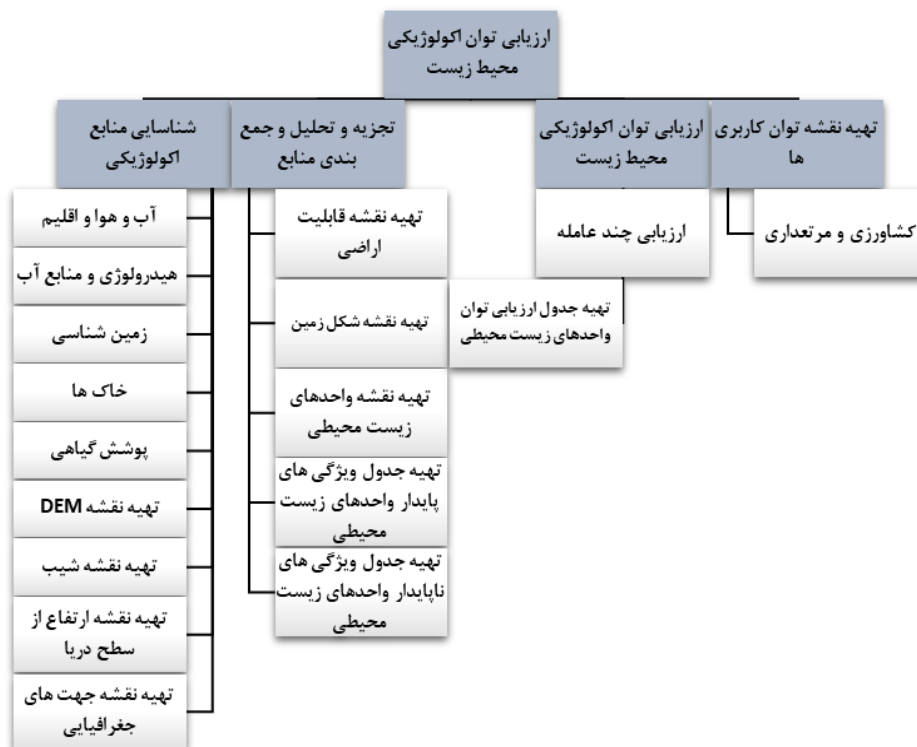 ارزیابی توان اکولوژیکی
محیط زیست
تهیه نقشه توان کاربری
ها
کشاورزی و مرتعداری
ارزیابی توان اکولوژیکی
محیط زیست
ارزیابی چند عامله
تهیه جدول ارزیابی توان
واحدهای زیست محیطی
تجزیه و تحلیل و جمع
بندی منابع
تهیه نقشه قابلیت
اراضی
تهیه نقشه شکل زمین
تهیه نقشه واحدهای
زیست محیطی
تهیه جدول ویژگی های
پایدار واحدهای زیست
محیطی
تهیه جدول ویژگی های
ناپایدار واحدهای زیست
محیطی
شناسایی منابع
اکولوژیکی
آب و هوا و اقلیم
هیدرولوژی و منابع آب
زمین شناسی
خاک ها
پوشش گیاهی
تهیه نقشه DEM
تهیه نقشه شیب
تهیه نقشه ارتفاع از
سطح دریا
تهیه نقشه جهت های
جغرافیایی